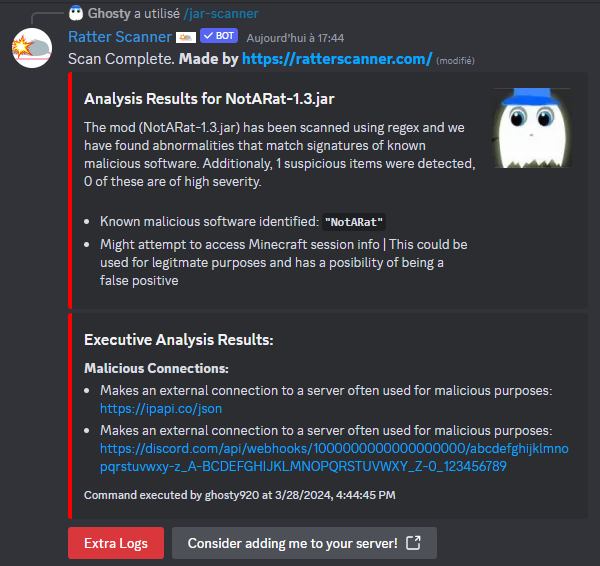 Ghosty a utilisé /jar-scanner
Ratter Scanner BOT Aujourd'hui à 17:44
Scan Complete. Made by https://ratterscanner.com/ (modifié)
Analysis Results for NotARat-1.3.jar
The mod (NotARat-1.3.jar) has been scanned using regex and we
have found abnormalities that match signatures of known
malicious software. Additionaly, 1 suspicious items were detected,
0 of these are of high severity.
Known malicious software identified: "NotARat"
Might attempt to access Minecraft session info | This could be
used for legitmate purposes and has a posibility of being a
false positive
Executive Analysis Results:
Malicious Connections:
Makes an external connection to a server often used for malicious purposes:
https://ipapi.co/json
Makes an external connection to a server often used for malicious purposes:
https://discord.com/api/webhooks/1000000000000000000/abcdefghijklmno
pqrstuvwxy-z_A-BCDEFGHIJKLMNOPQRSTUVWXY_Z-0_123456789
Command executed by ghosty920 at 3/28/2024, 4:44:45 PM
Extra Logs
Consider adding me to your server!